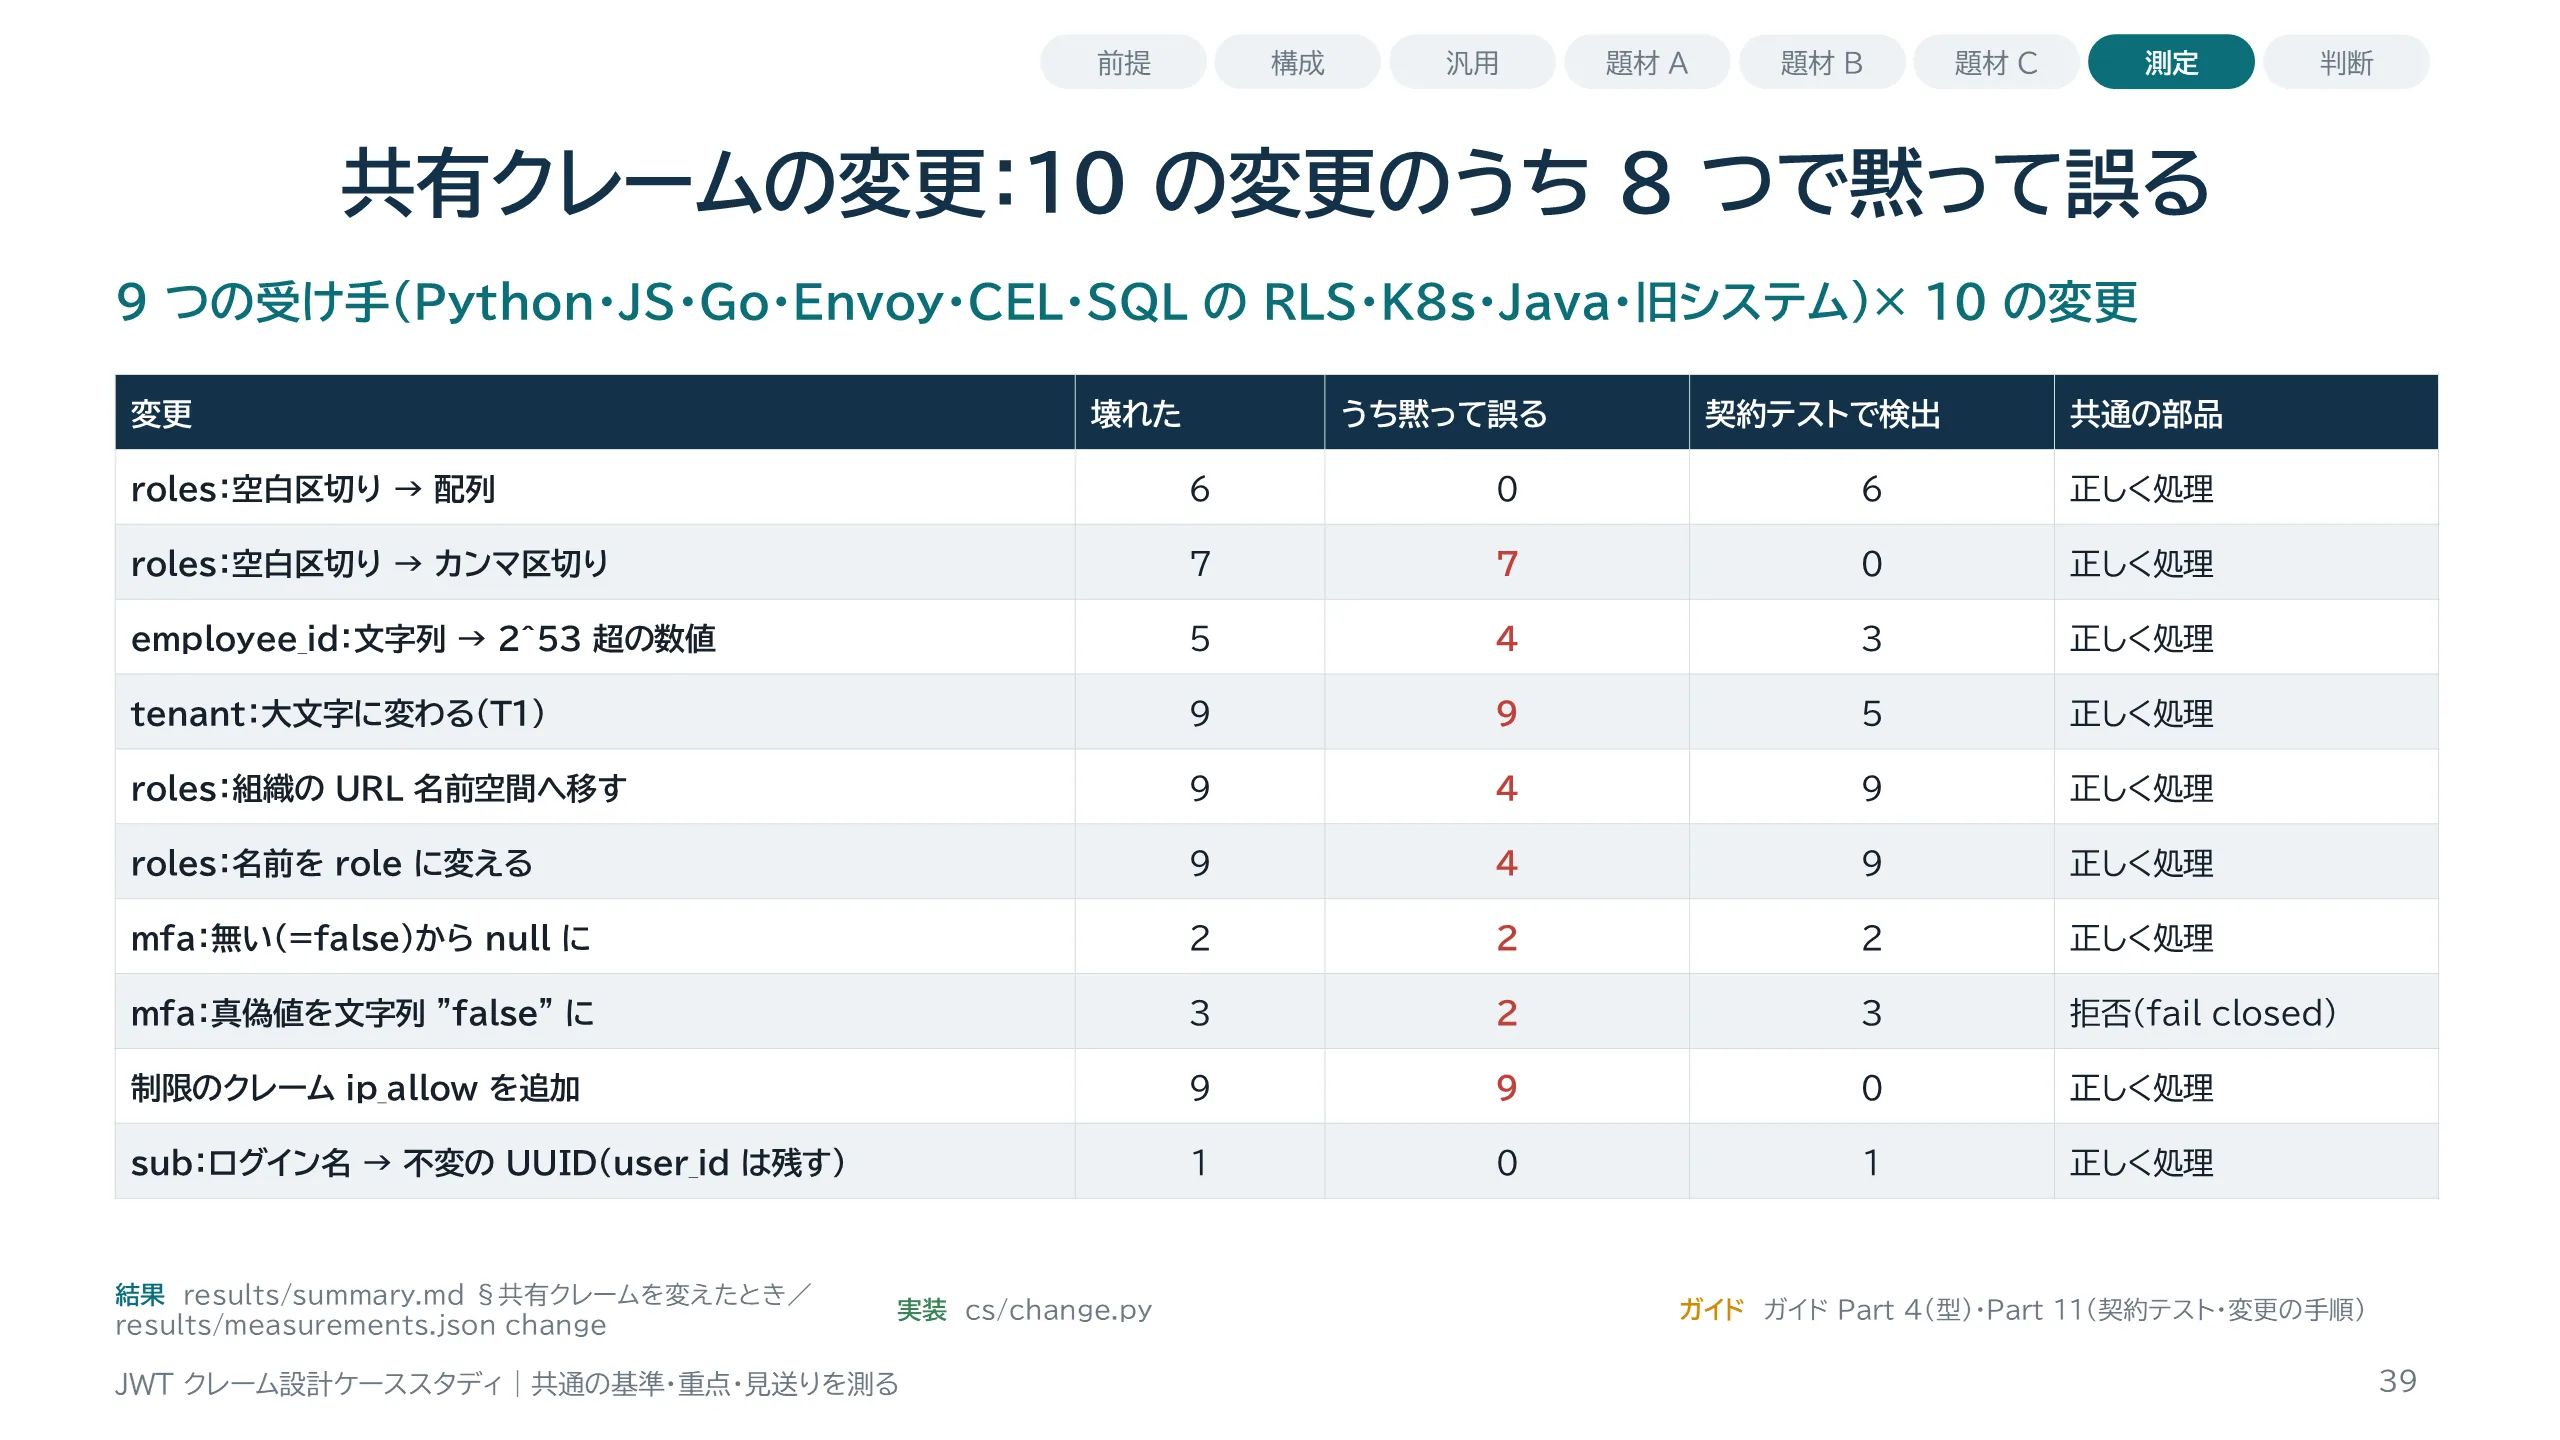 前提 構成 汎用 題材 A 題材 B 題材 C 測定 判断
共有クレームの変更：10 の変更のうち 8 つで黙って誤る
9 つの受け手（Python・JS・Go・Envoy・CEL・SQL の RLS・K8s・Java・旧システム）× 10 の変更
変更 壊れた うち黙って誤る 契約テストで検出 共通の部品
roles：空白区切り → 配列 6 0 6 正しく処理
roles：空白区切り → カンマ区切り 7 7 0 正しく処理
employee_id：文字列 → 2^53 超の数値 5 4 3 正しく処理
tenant：大文字に変わる（T1） 9 9 5 正しく処理
roles：組織の URL 名前空間へ移す 9 4 9 正しく処理
roles：名前を role に変える 9 4 9 正しく処理
mfa：無い（=false）から null に 2 2 2 正しく処理
mfa：真偽値を文字列 ”false” に 3 2 3 拒否（fail closed）
制限のクレーム ip_allow を追加 9 9 0 正しく処理
sub：ログイン名 → 不変の UUID（user_id は残す） 1 0 1 正しく処理
結果 results/summary.md §共有クレームを変えたとき／
results/measurements.json change
実装 cs/change.py
ガイド ガイド Part 4（型）・Part 11（契約テスト・変更の手順）
JWT クレーム設計ケーススタディ｜共通の基準・重点・見送りを測る
39